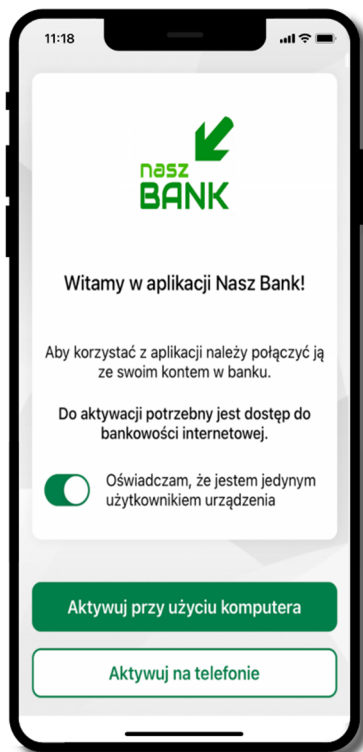 11:18
nasz
BANK
Witamy w aplikacji Nasz Bank!
Aby korzystać z aplikacji należy połączyć ją
ze swoim kontem w banku.
Do aktywacji potrzebny jest dostęp do
bankowości internetowej.
Oświadczam, że jestem jedynym
użytkownikiem urządzenia
Aktywuj przy użyciu komputera
Aktywuj na telefonie